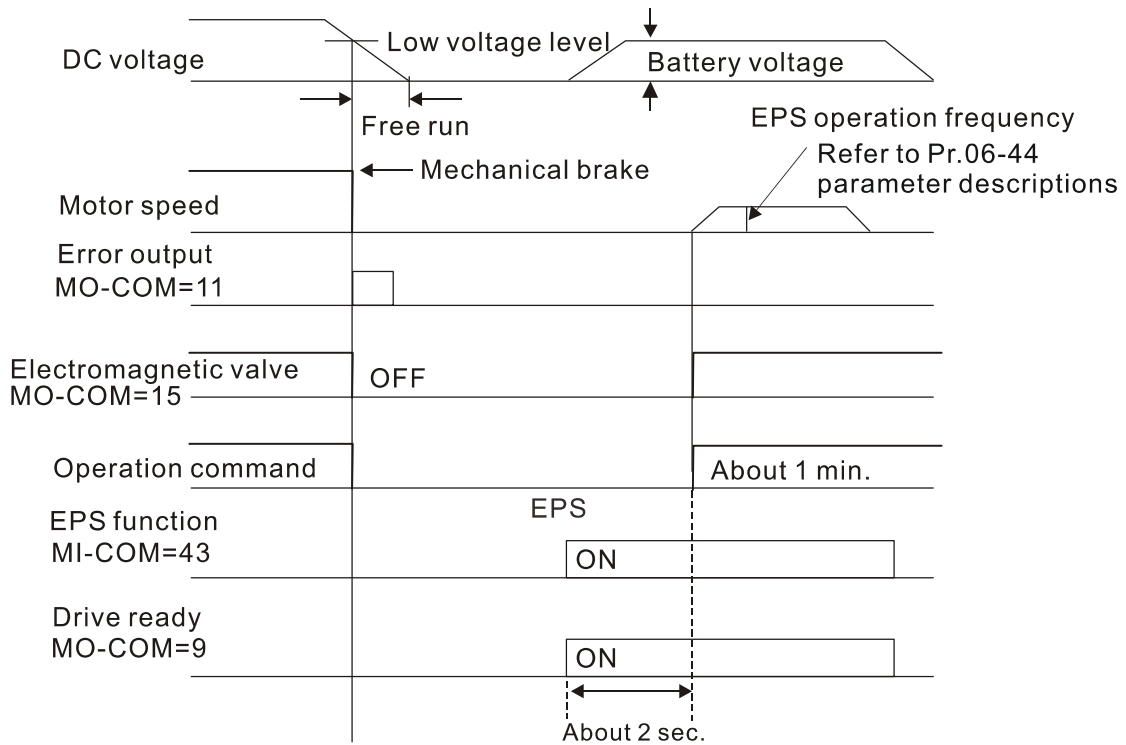 DC voltage
Low voltage level
Battery voltage
Free run
EPS operation frequency
Refer to Pr.06-44
parameter descriptions
Mechanical brake
Motor speed
Error output
MO-COM=11
Electromagnetic valve
MO-COM=15
OFF
Operation command
About 1 min.
EPS
EPS function
MI-COM=43
ON
Drive ready
MO-COM=9
ON
About 2 sec.